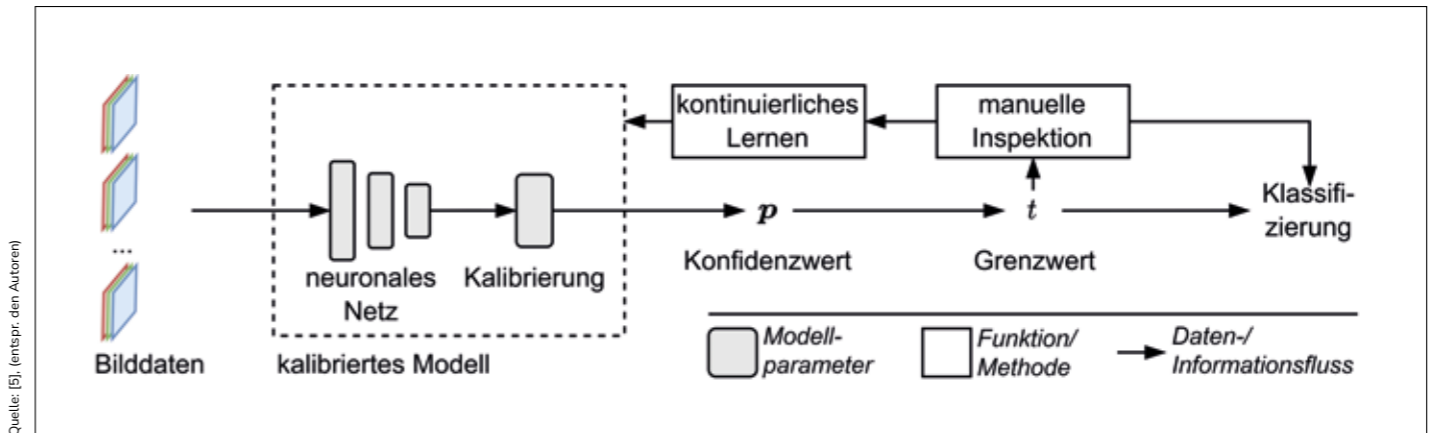 kontinuierliches
Lernen
manuelle
Inspektion
p
t
Klassifi-
zierung
neuronales
Netz
Kalibrierung
Konfidenzwert
Grenzwert
...
Bilddaten
kalibriertes Modell
Modell-
parameter
Funktion/
Methode
Daten-/
Informationsfluss
Quelle: [5], (entspr. den Autoren)